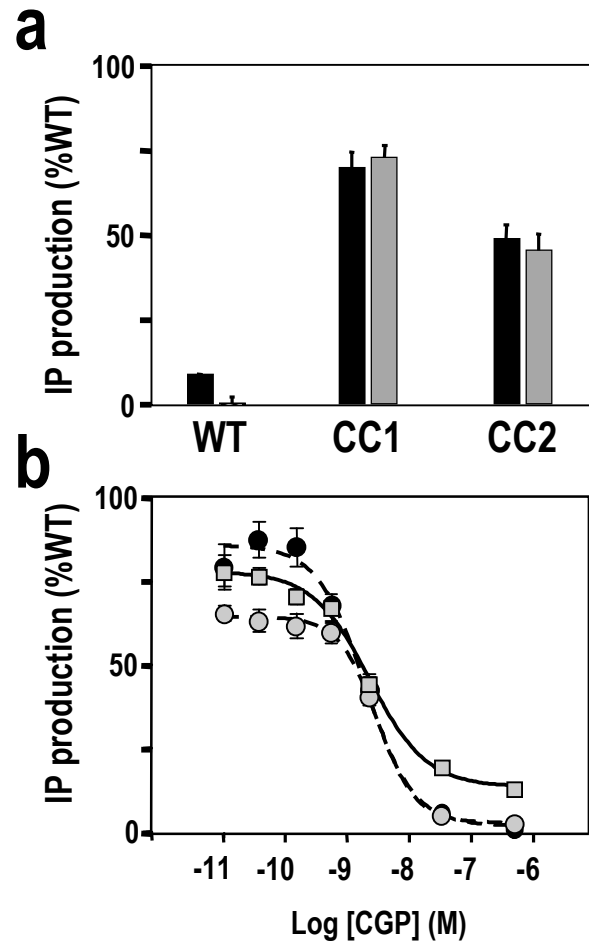 a
IP production (%WT)
100
50
0
WT CC1 CC2
b
IP production (%WT)
100
50
0
-11 -10 -9 -8 -7 -6
Log [CGP] (M)